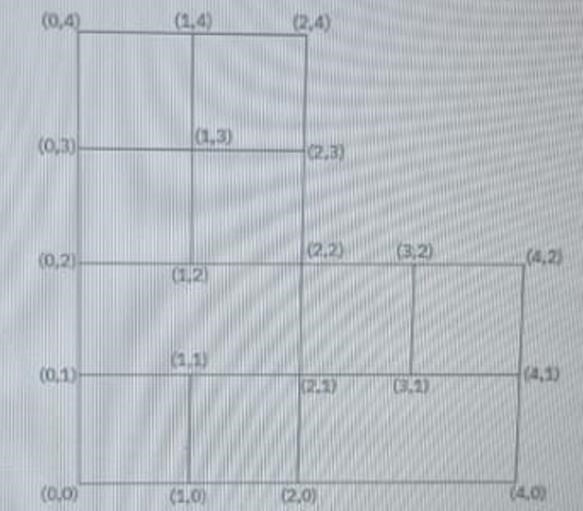 (0,4) (1,4) (2,4)
(0,3) (1,3) (2,3)
(0,2) (1,2) (2,2) (3,2) (4,2)
(0,1) (1,1) (2,1) (3,1) (4,1)
(0,0) (1,0) (2,0) (4,0)